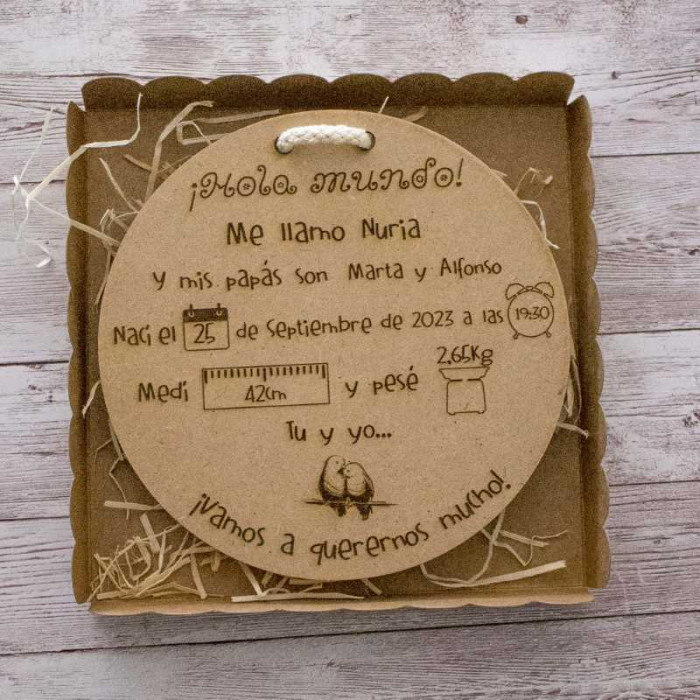 ¡Hola mundo!
Me llamo Nuria
y mis papás son Marta y Alfonso
Nací el 25 de Septiembre de 2023 a las 19:30
2,65Kg
Medí 42cm y pesé
Tu y yo...
¡Vamos a querernos mucho!